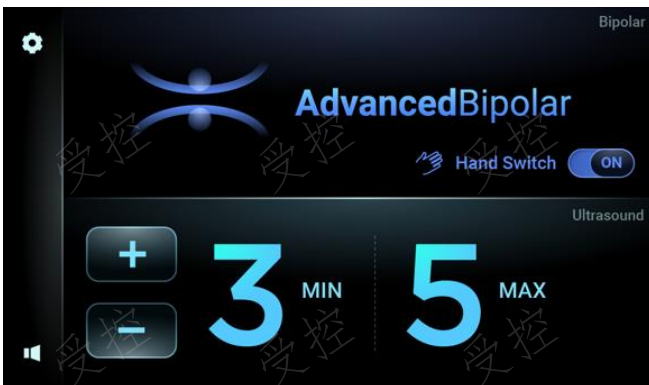 Bipolar
AdvancedBipolar
Hand Switch ON
Ultrasound
+
3 MIN 5 MAX
−
受控 受控 受控
受控 受控 受控